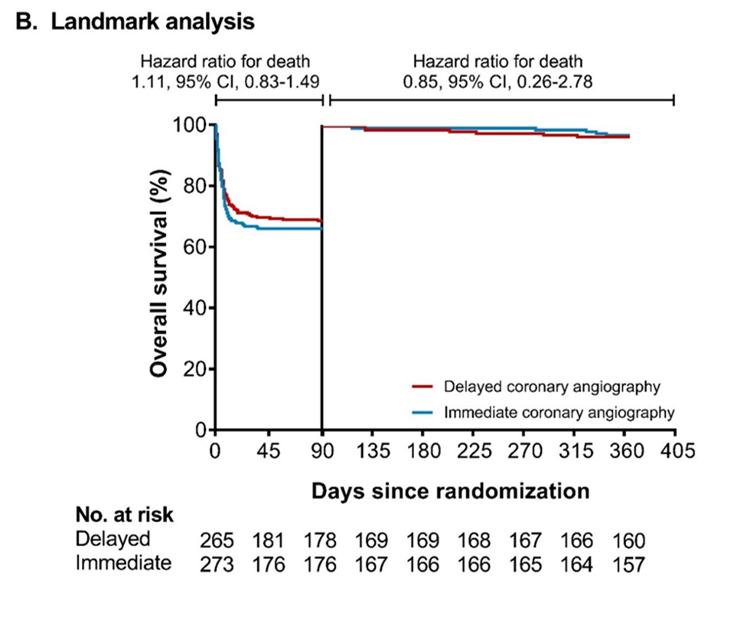 B. Landmark analysis
Hazard ratio for death
1.11, 95% CI, 0.83-1.49
Hazard ratio for death
0.85, 95% CI, 0.26-2.78
Overall survival (%)
100
80
60
40
20
0
Delayed coronary angiography
Immediate coronary angiography
0 45 90 135 180 225 270 315 360 405
Days since randomization
No. at risk
Delayed 265 181 178 169 169 168 167 166 160
Immediate 273 176 176 167 166 166 165 164 157